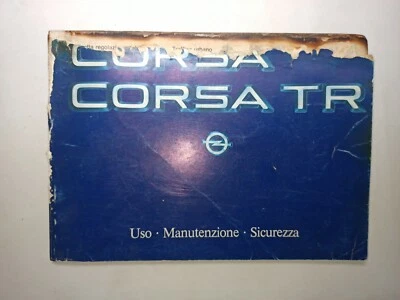 CORSA
CORSA TR
Uso · Manutenzione · Sicurezza